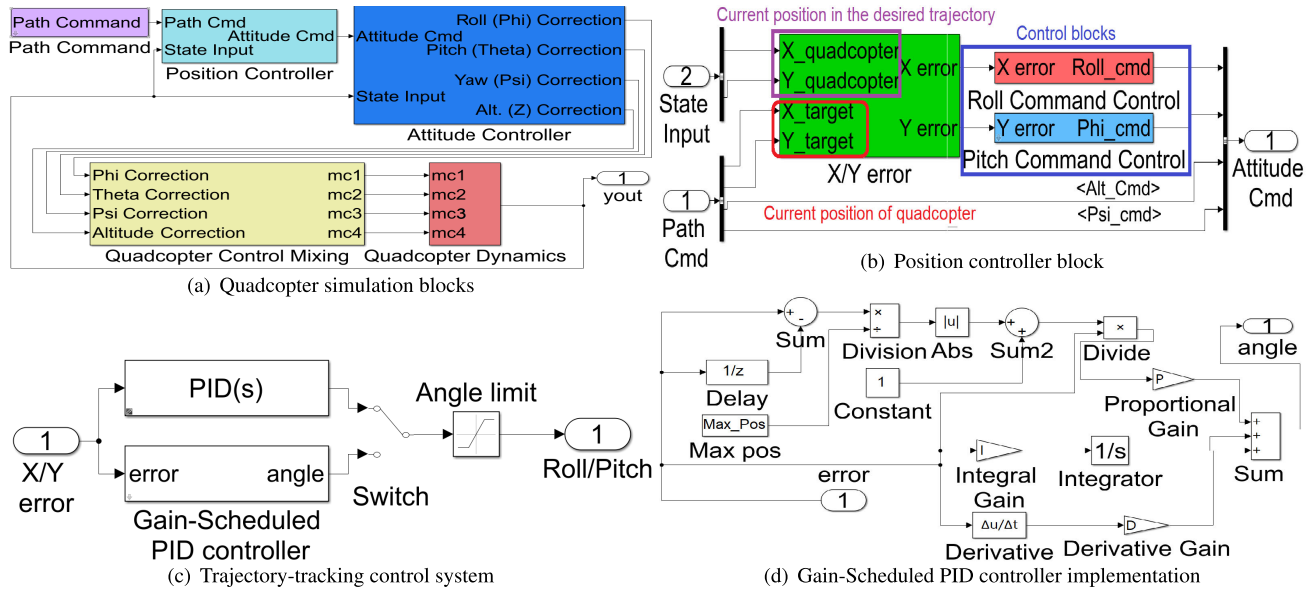 Path Command
Path Command
Path Cmd
Attitude Cmd
State Input
Position Controller
Attitude Cmd
State Input
Roll (Phi) Correction
Pitch (Theta) Correction
Yaw (Psi) Correction
Alt. (Z) Correction
Attitude Controller
Phi Correction mc1
Theta Correction mc2
Psi Correction mc3
Altitude Correction mc4
Quadcopter Control Mixing
mc1
mc2
mc3
mc4
Quadcopter Dynamics
1
yout
(a) Quadcopter simulation blocks
Current position in the desired trajectory
Control blocks
2
State
Input
1
Path
Cmd
X_quadcopter
Y_quadcopter
X_target
Y_target
X error
Y error
X/Y error
X error Roll_cmd
Roll Command Control
Y error Phi_cmd
Pitch Command Control
<Alt_Cmd>
<Psi_cmd>
Current position of quadcopter
1
Attitude
Cmd
(b) Position controller block
1
X/Y
error
PID(s)
error angle
Gain-Scheduled
PID controller
Switch
Angle limit
1
Roll/Pitch
(c) Trajectory-tracking control system
+
-
Sum
×
÷
Division
|u|
Abs
+
+
Sum2
×
Divide
1
angle
1/z
Delay
1
Constant
Max_Pos
Max pos
P
Proportional
Gain
error
1
I
Integral
Gain
1/s
Integrator
+
+
+
Sum
Δu/Δt
Derivative
D
Derivative Gain
(d) Gain-Scheduled PID controller implementation